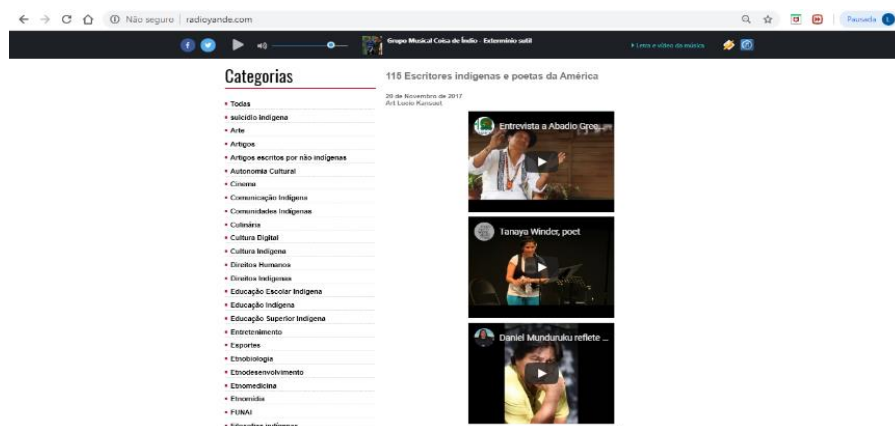 Não seguro | radioyande.com
Pausada
Grupo Musical Coisa de Índio - Extermínio sutil
Letra e vídeo da música
Categorias
Todas
suicídio indígena
Arte
Artigos
Artigos escritos por não indígenas
Autonomia Cultural
Cinema
Comunicação Indígena
Comunidades Indígenas
Culinária
Cultura Digital
Cultura Indígena
Direitos Humanos
Direitos Indígenas
Educação Escolar Indígena
Educação Indígena
Educação Superior Indígena
Entretenimento
Esportes
Etnobiologia
Etnodesenvolvimento
Etnomedicina
Etnomídia
FUNAI
115 Escritores indígenas e poetas da América
26 de Novembro de 2017
Entrevista a Abadio Gree...
Tanaya Winder, poet
Daniel Munduruku reflete ...